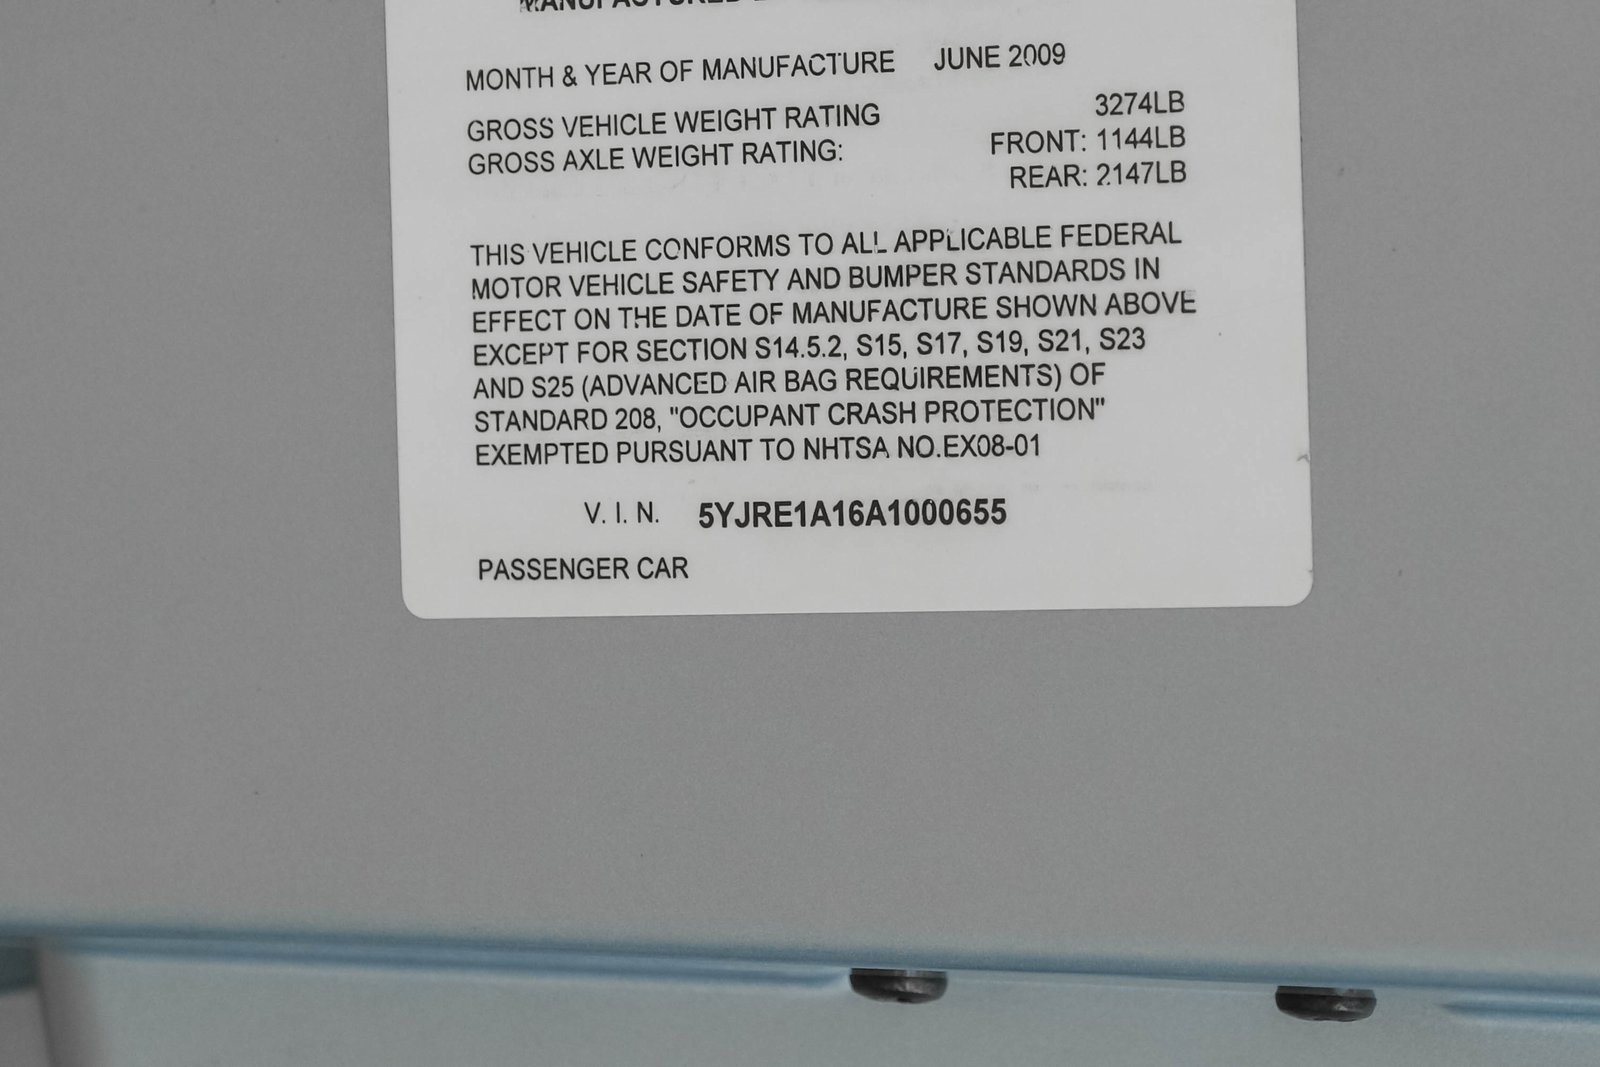 MANUFACTURED
MONTH & YEAR OF MANUFACTURE JUNE 2009
GROSS VEHICLE WEIGHT RATING 3274LB
GROSS AXLE WEIGHT RATING: FRONT: 1144LB
REAR: 2147LB
THIS VEHICLE CONFORMS TO ALL APPLICABLE FEDERAL
MOTOR VEHICLE SAFETY AND BUMPER STANDARDS IN
EFFECT ON THE DATE OF MANUFACTURE SHOWN ABOVE
EXCEPT FOR SECTION S14.5.2, S15, S17, S19, S21, S23
AND S25 (ADVANCED AIR BAG REQUIREMENTS) OF
STANDARD 208, "OCCUPANT CRASH PROTECTION"
EXEMPTED PURSUANT TO NHTSA NO.EX08-01
V. I. N. 5YJRE1A16A1000655
PASSENGER CAR